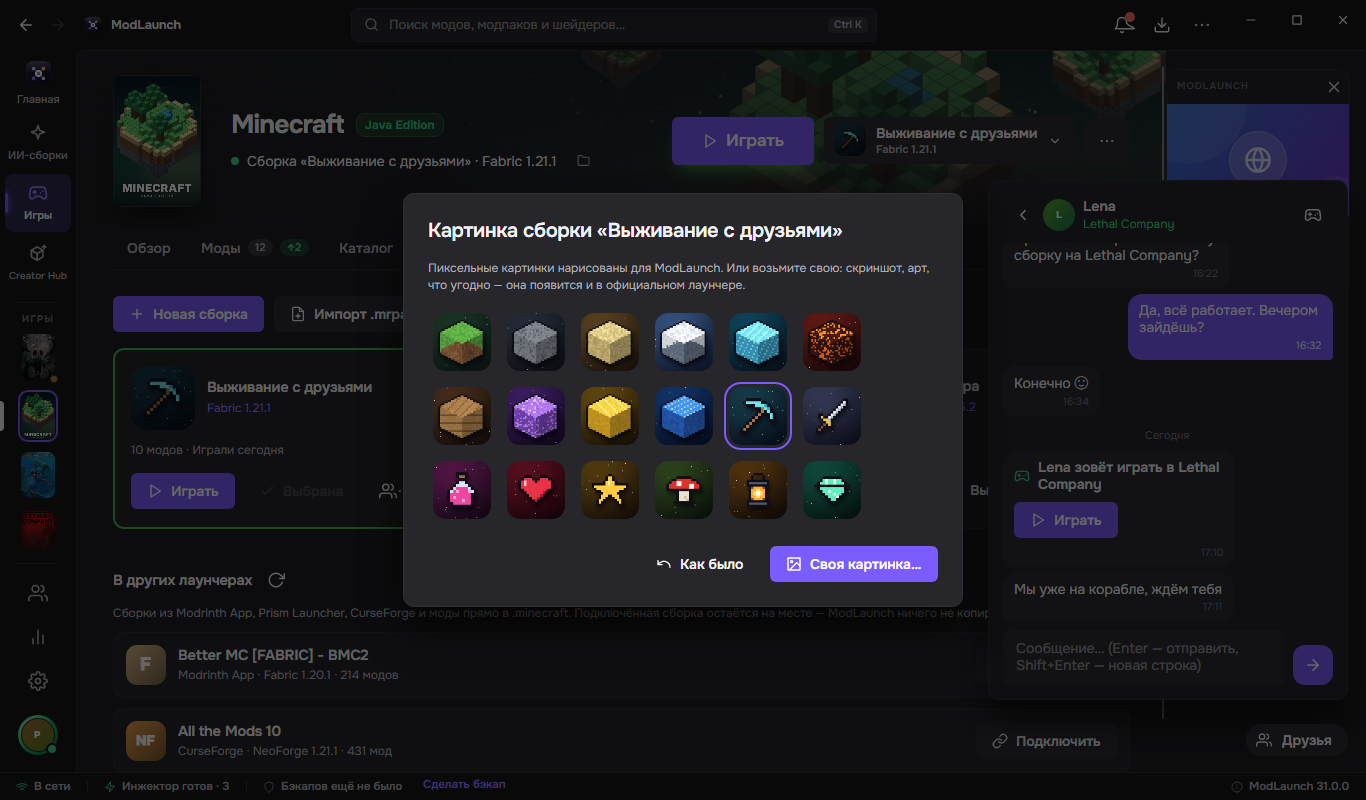 ModLaunch
Поиск модов, модпаков и шейдеров...
Ctrl K
Главная
ИИ-сборки
Игры
Creator Hub
ИГРЫ
MINECRAFT
Minecraft
Java Edition
Сборка «Выживание с друзьями» · Fabric 1.21.1
Играть
Выживание с друзьями
Fabric 1.21.1
MODLAUNCH
Обзор
Моды 12 2
Каталог
Новая сборка
Импорт .mrpa
Выживание с друзьями
Fabric 1.21.1
10 модов · Играли сегодня
Играть
Выбрана
Картинка сборки «Выживание с друзьями»
Пиксельные картинки нарисованы для ModLaunch. Или возьмите свою: скриншот, арт,
что угодно — она появится и в официальном лаунчере.
Как было
Своя картинка...
В других лаунчерах
Сборки из Modrinth App, Prism Launcher, CurseForge и моды прямо в .minecraft. Подключённая сборка остаётся на месте — ModLaunch ничего не копир
F
Better MC [FABRIC] - BMC2
Modrinth App · Fabric 1.20.1 · 214 модов
NF
All the Mods 10
CurseForge · NeoForge 1.21.1 · 431 мод
Подключить
L
Lena
Lethal Company
сборку на Lethal Company?
16:22
Да, всё работает. Вечером
зайдёшь?
16:32
Конечно
16:34
Сегодня
Lena зовёт играть в Lethal
Company
Играть
17:10
Мы уже на корабле, ждём тебя
17:11
Сообщение... (Enter — отправить,
Shift+Enter — новая строка)
Друзья
P
В сети
Инжектор готов · 3
Бэкапов ещё не было
Сделать бэкап
ModLaunch 31.0.0